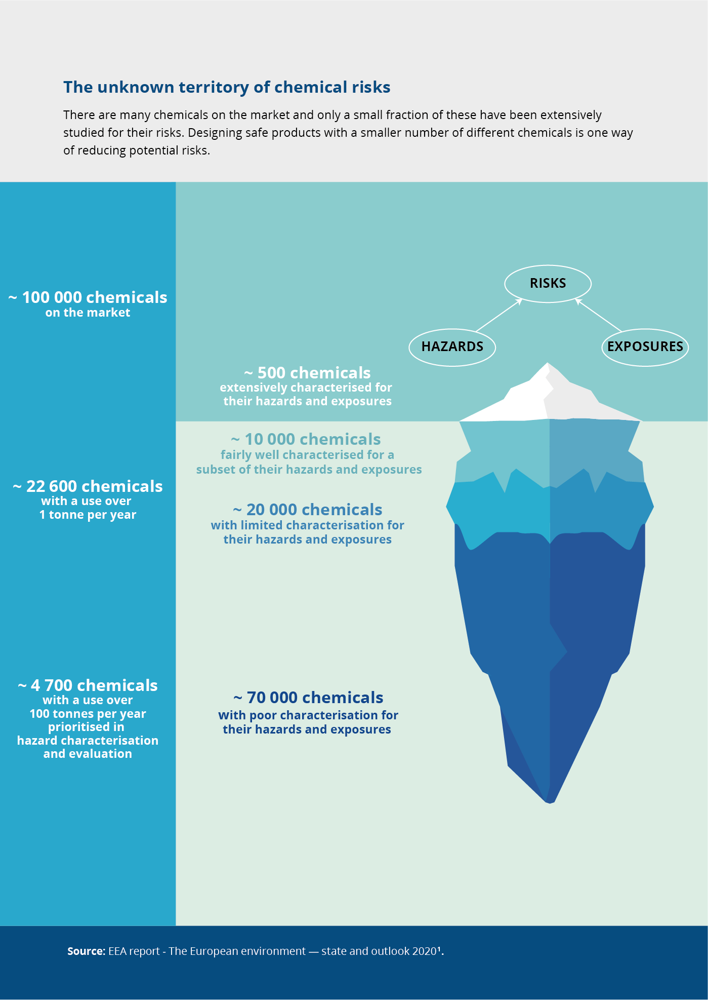 The unknown territory of chemical risks
There are many chemicals on the market and only a small fraction of these have been extensively
studied for their risks. Designing safe products with a smaller number of different chemicals is one way
of reducing potential risks.
~ 100 000 chemicals
on the market
~ 22 600 chemicals
with a use over
1 tonne per year
~ 4 700 chemicals
with a use over
100 tonnes per year
prioritised in
hazard characterisation
and evaluation
RISKS
HAZARDS
EXPOSURES
~ 500 chemicals
extensively characterised for
their hazards and exposures
~ 10 000 chemicals
fairly well characterised for a
subset of their hazards and exposures
~ 20 000 chemicals
with limited characterisation for
their hazards and exposures
~ 70 000 chemicals
with poor characterisation for
their hazards and exposures
Source: EEA report - The European environment — state and outlook 2020¹.